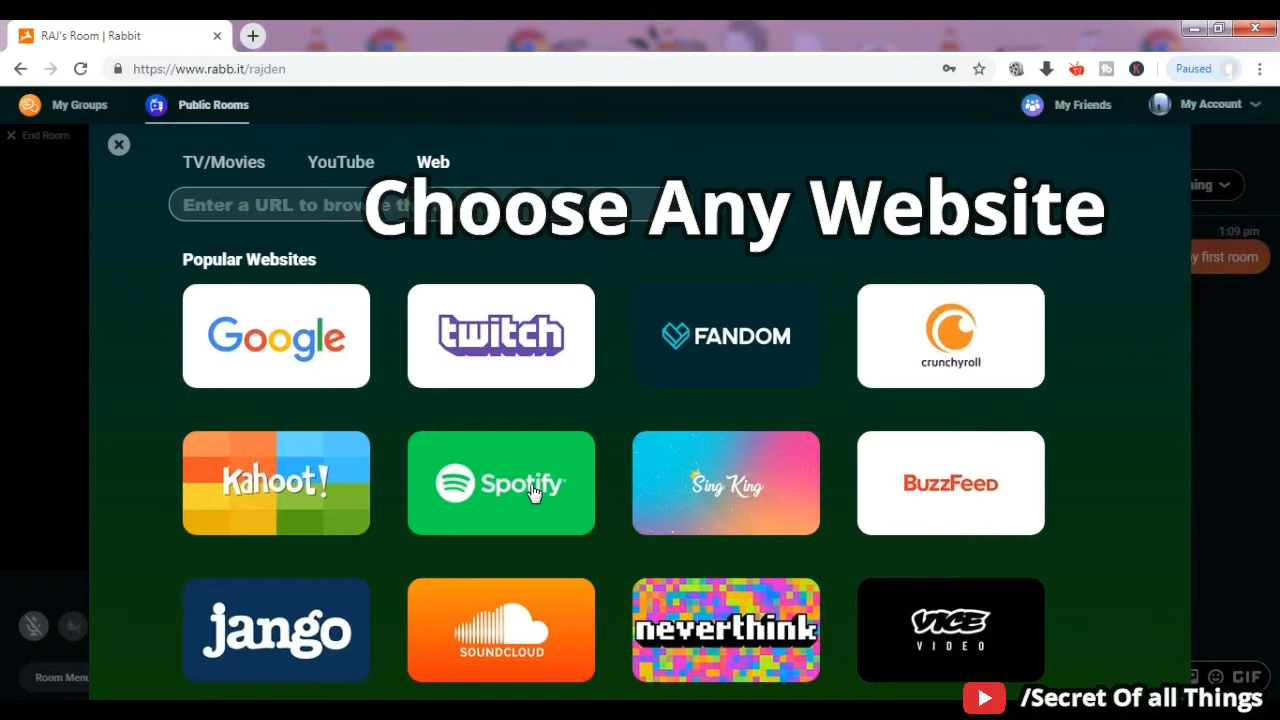 RAJ's Room | Rabbit
https://www.rabb.it/rajden
Paused
My Groups
Public Rooms
My Friends
My Account
End Room
TV/Movies
YouTube
Web
Enter a URL to
Choose Any Website
1:09 pm
first room
Popular Websites
Google
twitch
FANDOM
crunchyroll
Kahoot!
Spotify
Sing King
BuzzFeed
jango
SOUNDCLOUD
neverthink
VICE
VIDEO
Room Menu
GIF
/Secret Of all Things